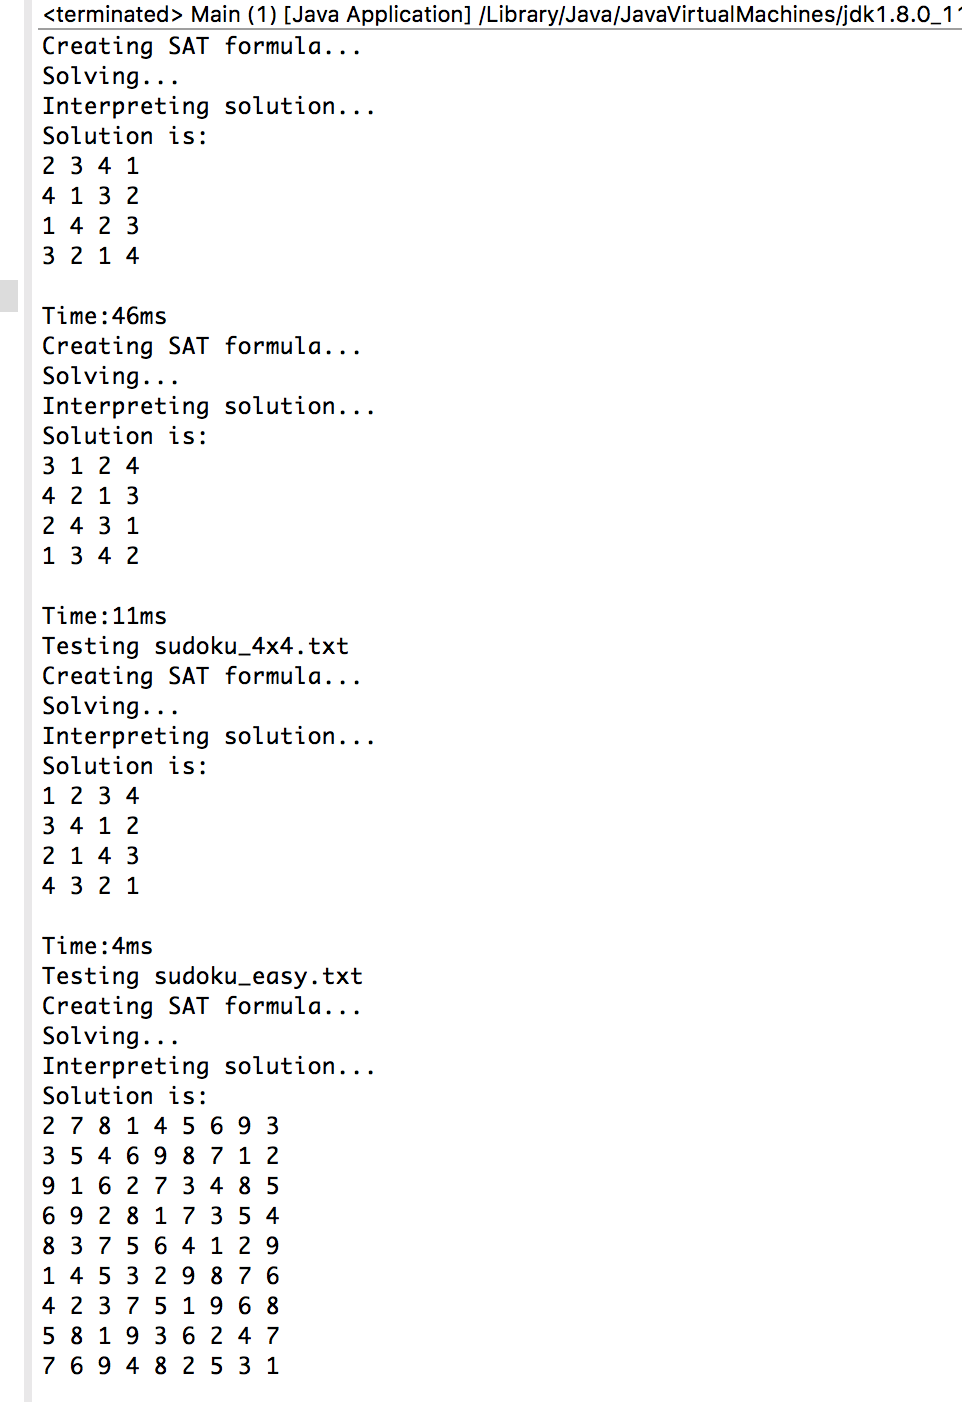 <terminated> Main (1) [Java Application] /Library/Java/JavaVirtualMachines/jdk1.8.0_11
Creating SAT formula...
Solving...
Interpreting solution...
Solution is:
2 3 4 1
4 1 3 2
1 4 2 3
3 2 1 4
Time:46ms
Creating SAT formula...
Solving...
Interpreting solution...
Solution is:
3 1 2 4
4 2 1 3
2 4 3 1
1 3 4 2
Time:11ms
Testing sudoku_4x4.txt
Creating SAT formula...
Solving...
Interpreting solution...
Solution is:
1 2 3 4
3 4 1 2
2 1 4 3
4 3 2 1
Time:4ms
Testing sudoku_easy.txt
Creating SAT formula...
Solving...
Interpreting solution...
Solution is:
2 7 8 1 4 5 6 9 3
3 5 4 6 9 8 7 1 2
9 1 6 2 7 3 4 8 5
6 9 2 8 1 7 3 5 4
8 3 7 5 6 4 1 2 9
1 4 5 3 2 9 8 7 6
4 2 3 7 5 1 9 6 8
5 8 1 9 3 6 2 4 7
7 6 9 4 8 2 5 3 1